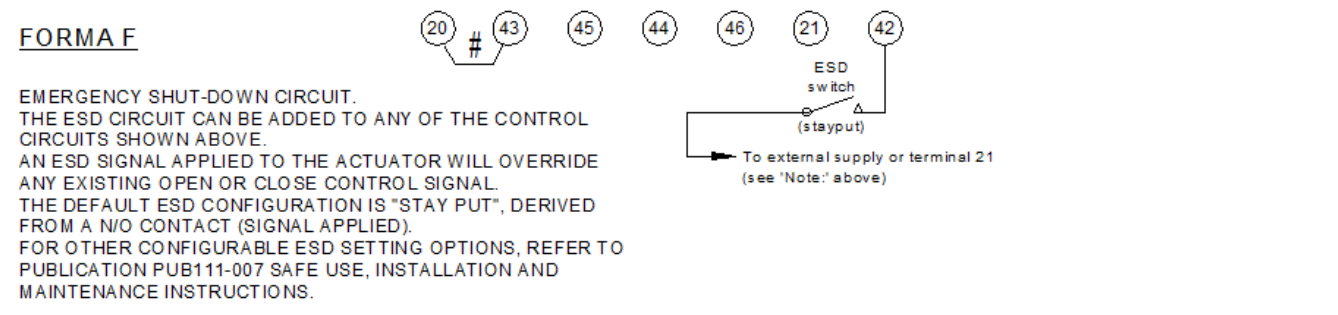 FORMA F
20 # 43 45 44 46 21 42
ESD
switch
(stayput)
To external supply or terminal 21
(see 'Note:' above)
EMERGENCY SHUT-DOWN CIRCUIT.
THE ESD CIRCUIT CAN BE ADDED TO ANY OF THE CONTROL
CIRCUITS SHOWN ABOVE.
AN ESD SIGNAL APPLIED TO THE ACTUATOR WILL OVERRIDE
ANY EXISTING OPEN OR CLOSE CONTROL SIGNAL.
THE DEFAULT ESD CONFIGURATION IS "STAY PUT", DERIVED
FROM A N/O CONTACT (SIGNAL APPLIED).
FOR OTHER CONFIGURABLE ESD SETTING OPTIONS, REFER TO
PUBLICATION PUB111-007 SAFE USE, INSTALLATION AND
MAINTENANCE INSTRUCTIONS.